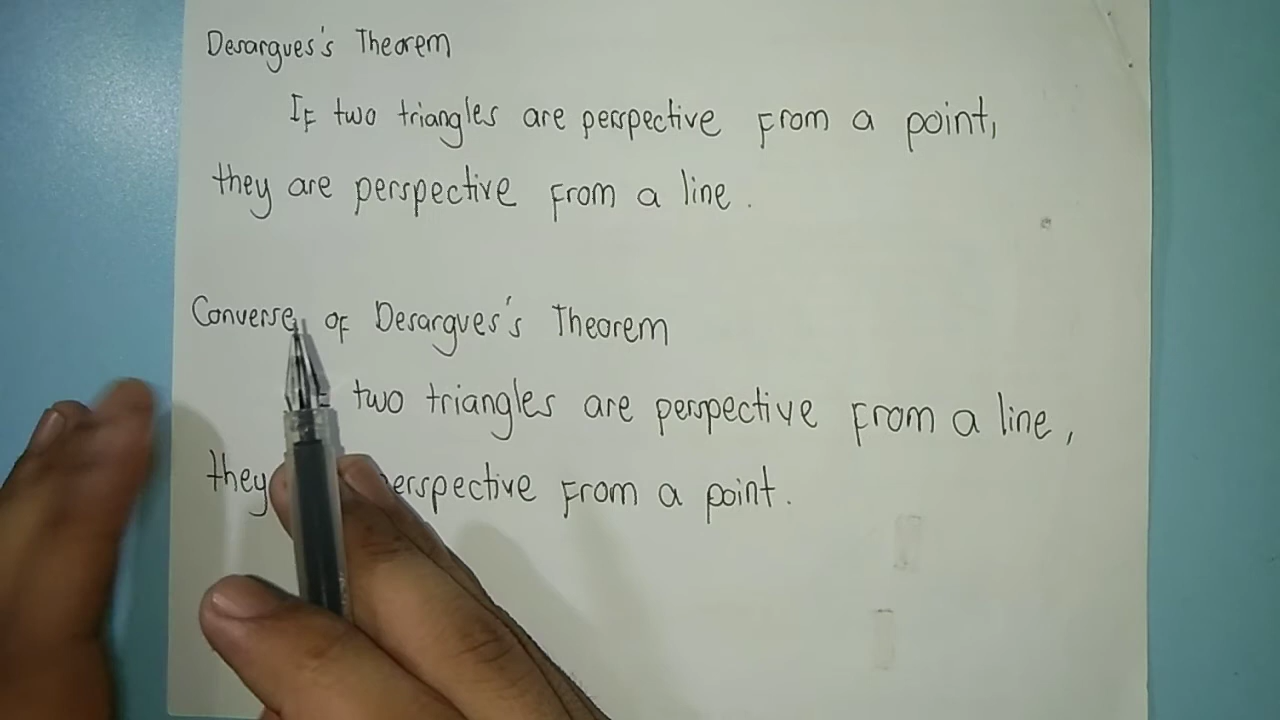 Desargues's Theorem
If two triangles are perspective from a point,
they are perspective from a line.
Converse of Desargues's Theorem
two triangles are perspective from a line,
they perspective from a point.